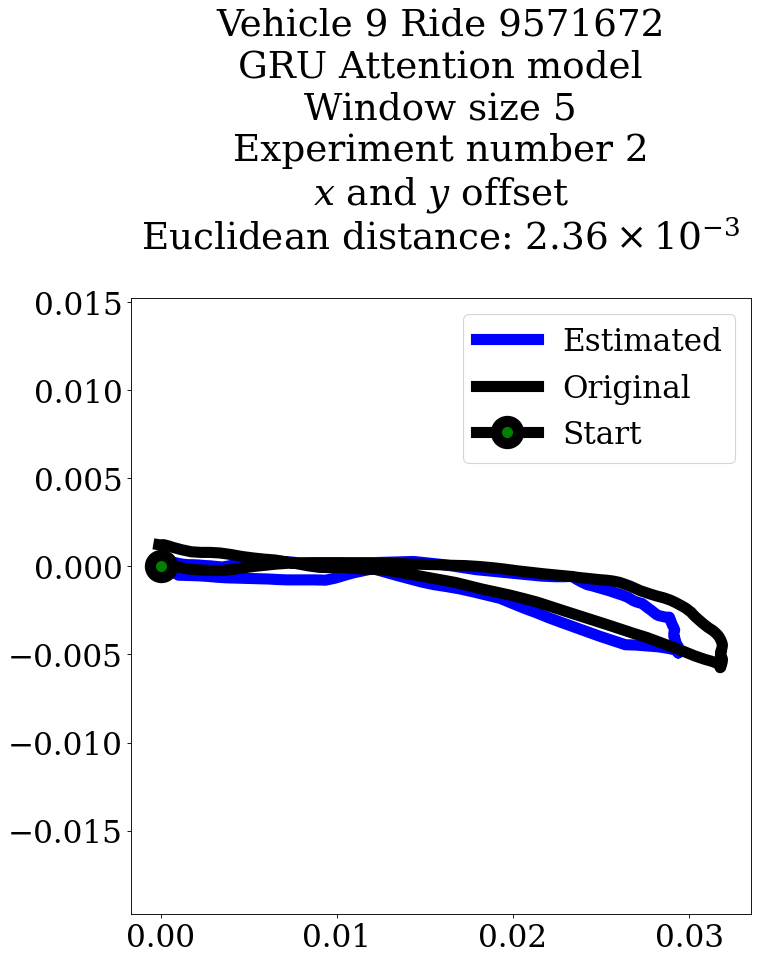 Vehicle 9 Ride 9571672
GRU Attention model
Window size 5
Experiment number 2
x and y offset
Euclidean distance: 2.36 × 10⁻³
Estimated
Original
Start
0.015
0.010
0.005
0.000
−0.005
−0.010
−0.015
0.00 0.01 0.02 0.03